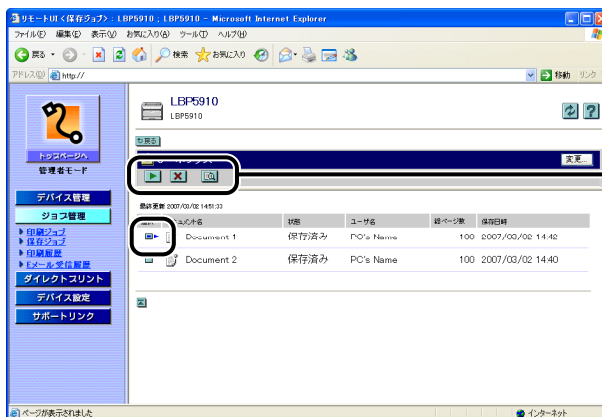 リモートUI <保存ジョブ> : LBP5910 ; LBP5910 - Microsoft Internet Explorer
ファイル(F) 編集(E) 表示(V) お気に入り(A) ツール(T) ヘルプ(H)
戻る 検索 お気に入り
アドレス(D) http:// 移動 リンク
LBP5910
LBP5910
トップページへ
管理者モード
戻る
変更...
デバイス管理
ジョブ管理
印刷ジョブ
保存ジョブ
印刷履歴
Eメール受信履歴
ダイレクトプリント
デバイス設定
サポートリンク
最終更新 2007/03/02 14:51:33
状態 ユーザ名 総ページ数 保存日時
Document 1 保存済み PC's Name 100 2007/03/02 14:42
Document 2 保存済み PC's Name 100 2007/03/02 14:40
ページが表示されました インターネット